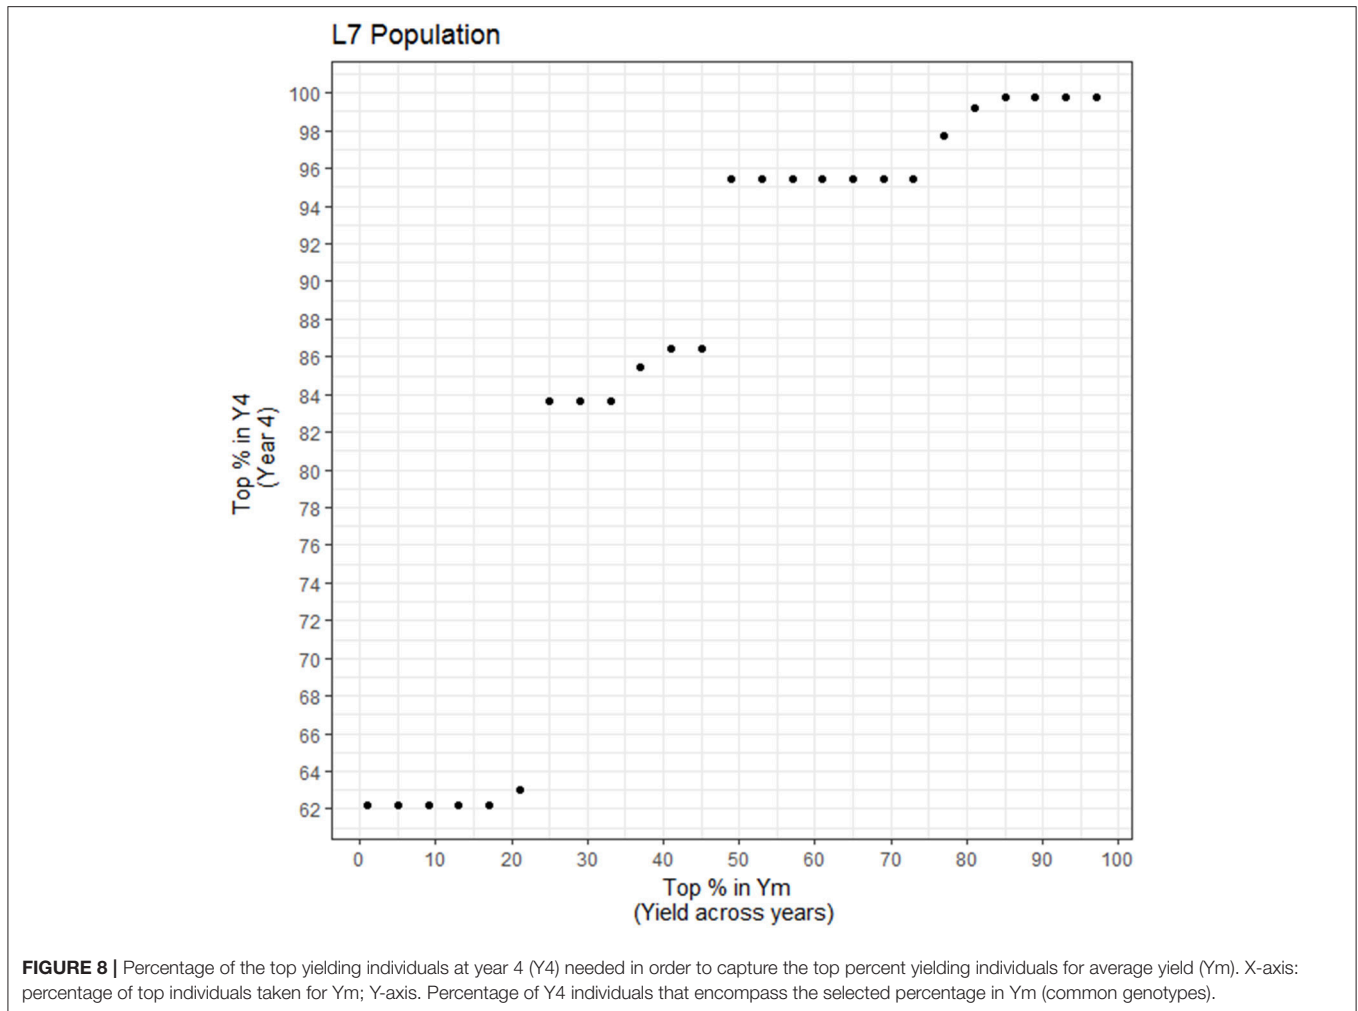 L7 Population
100
98
96
94
92
90
88
86
84
82
80
78
76
74
72
70
68
66
64
62
Top % in Y4
(Year 4)
0 10 20 30 40 50 60 70 80 90 100
Top % in Ym
(Yield across years)
FIGURE 8 | Percentage of the top yielding individuals at year 4 (Y4) needed in order to capture the top percent yielding individuals for average yield (Ym). X-axis:
percentage of top individuals taken for Ym; Y-axis. Percentage of Y4 individuals that encompass the selected percentage in Ym (common genotypes).